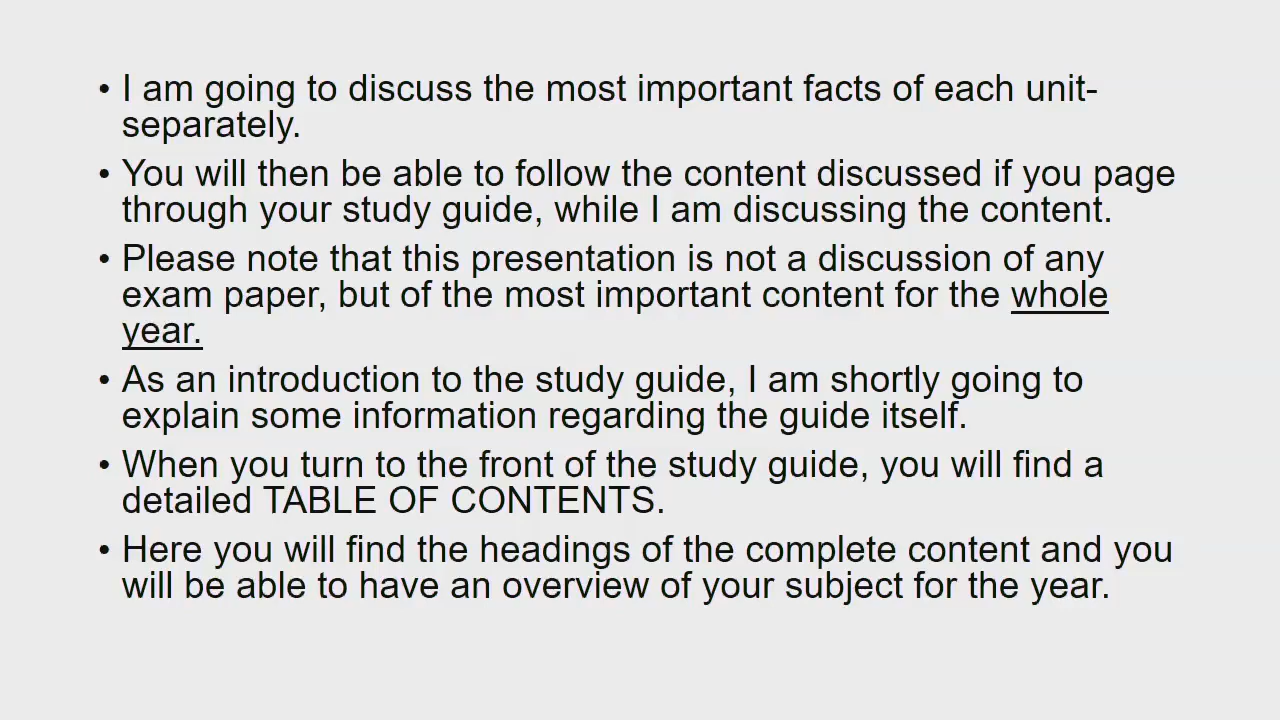 • I am going to discuss the most important facts of each unit-
separately.
• You will then be able to follow the content discussed if you page
through your study guide, while I am discussing the content.
• Please note that this presentation is not a discussion of any
exam paper, but of the most important content for the whole
year.
• As an introduction to the study guide, I am shortly going to
explain some information regarding the guide itself.
• When you turn to the front of the study guide, you will find a
detailed TABLE OF CONTENTS.
• Here you will find the headings of the complete content and you
will be able to have an overview of your subject for the year.